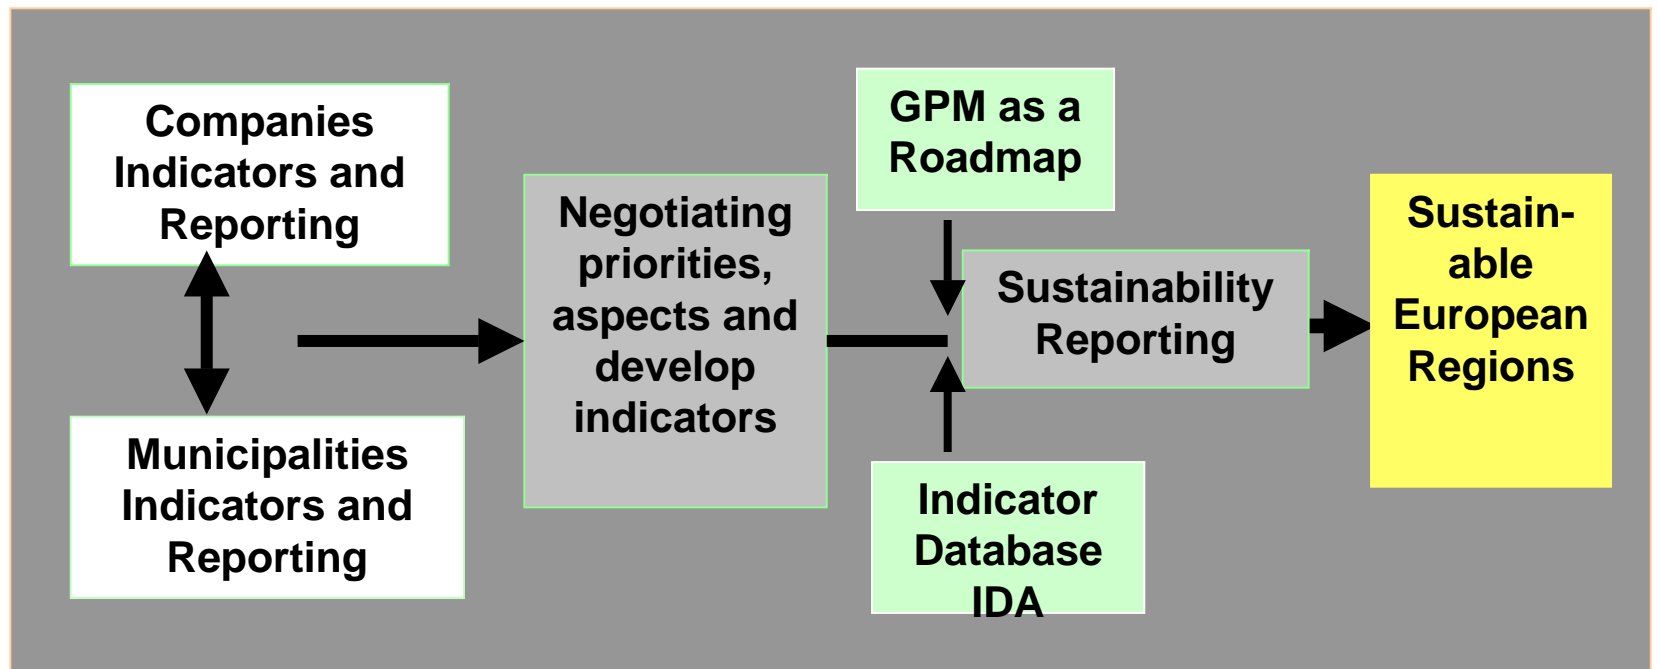 Companies
Indicators and
Reporting
Municipalities
Indicators and
Reporting
Negotiating
priorities,
aspects and
develop
indicators
GPM as a
Roadmap
Indicator
Database
IDA
Sustainability
Reporting
Sustain-
able
European
Regions